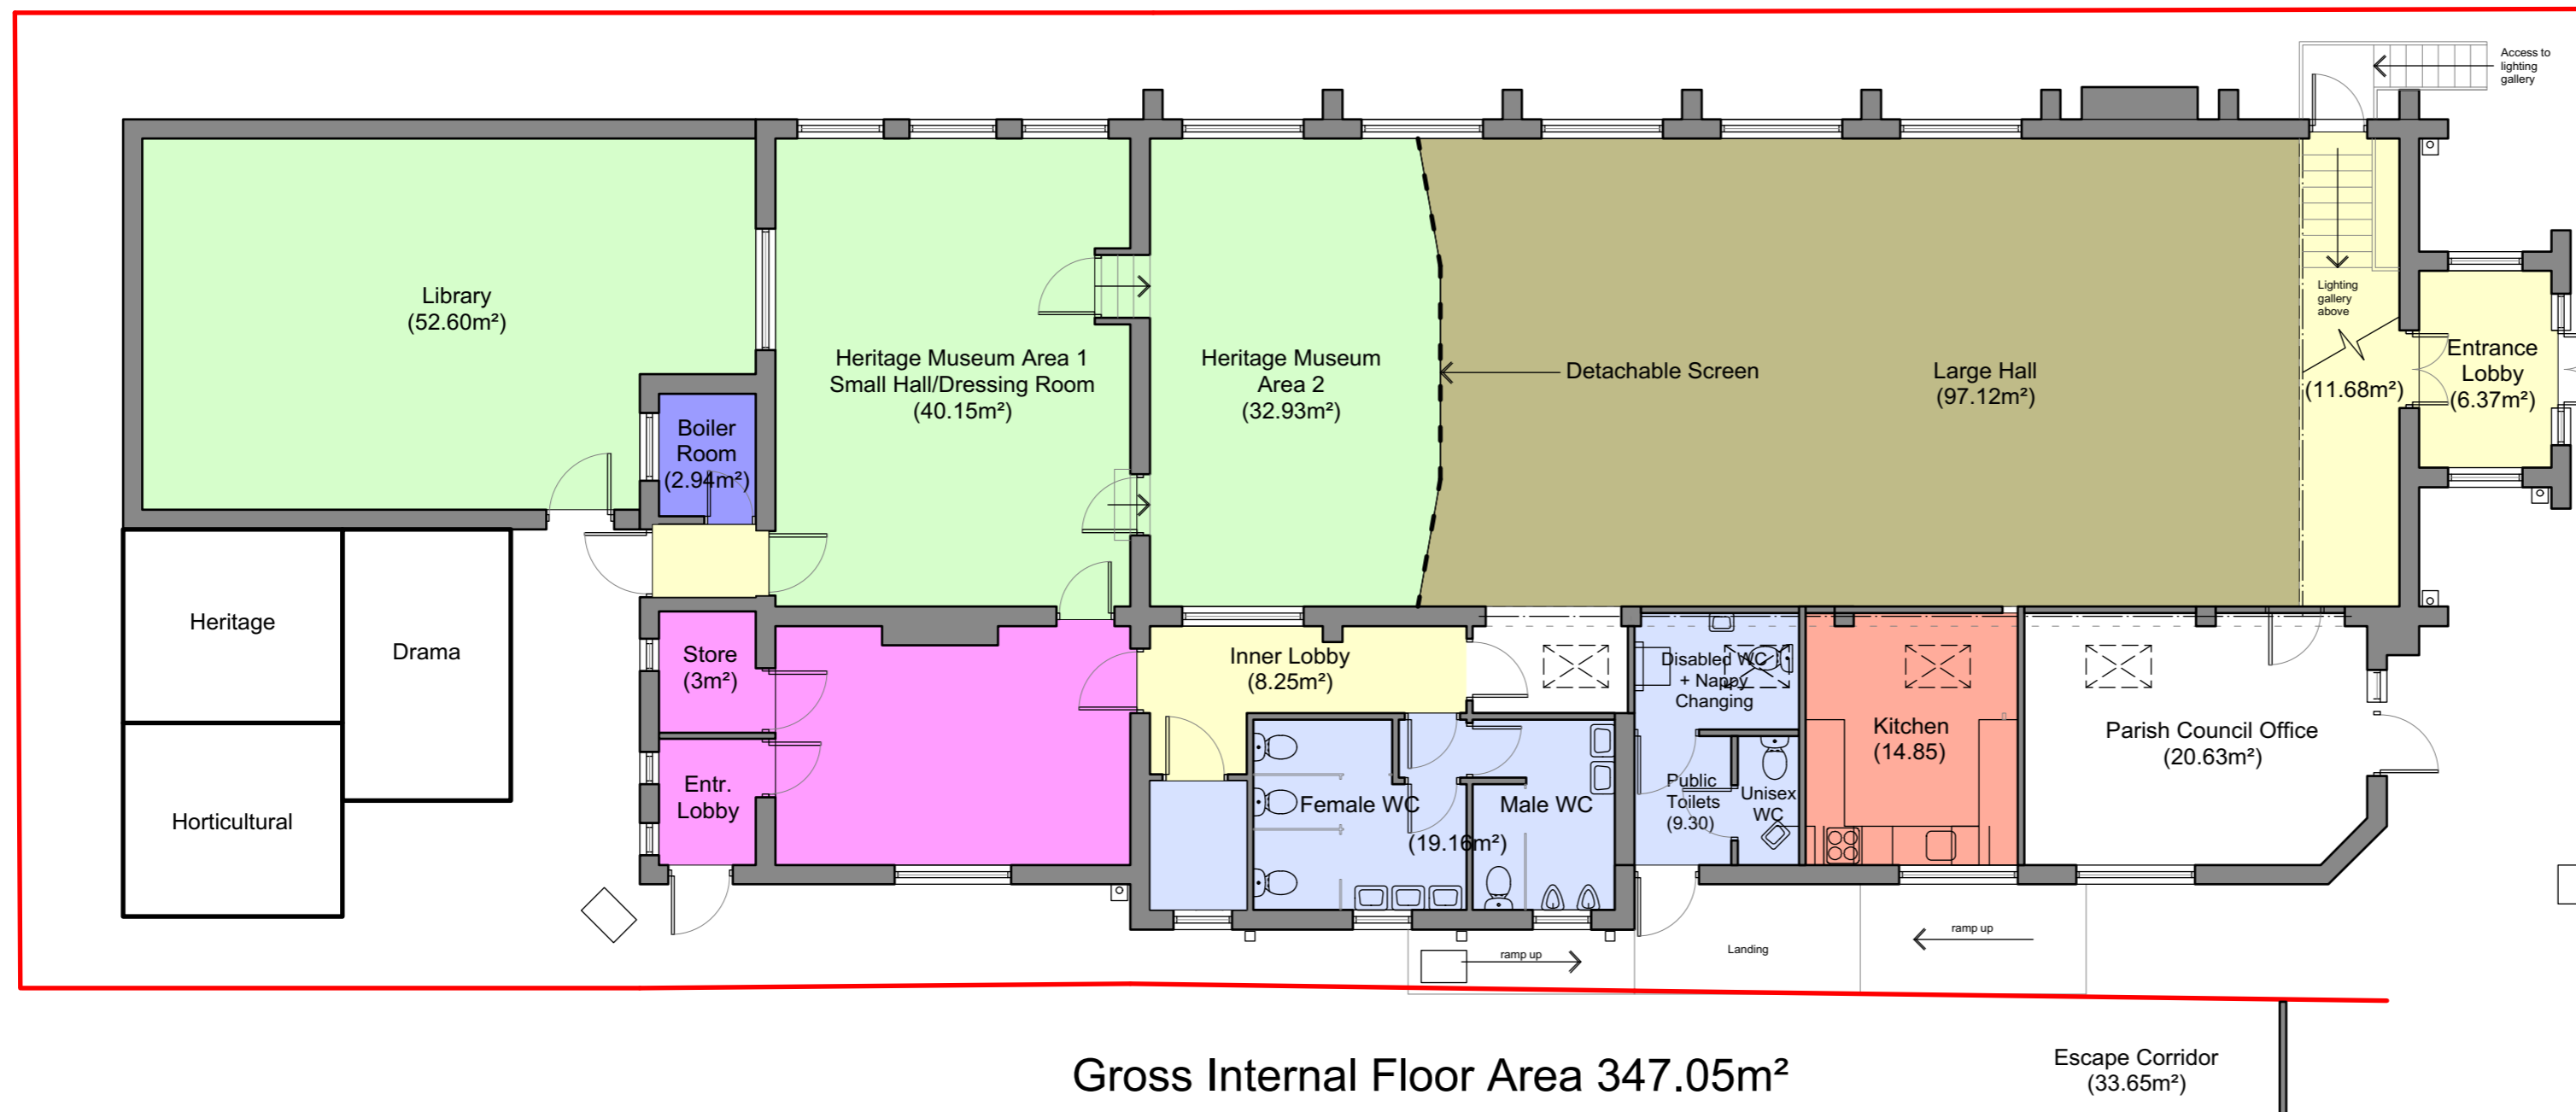 Access to
lighting
gallery
Library
(52.60m²)
Heritage Museum Area 1
Small Hall/Dressing Room
(40.15m²)
Heritage Museum
Area 2
(32.93m²)
Detachable Screen
Large Hall
(97.12m²)
Lighting
gallery
above
(11.68m²)
Entrance
Lobby
(6.37m²)
Boiler
Room
(2.94m²)
Heritage
Drama
Horticultural
Store
(3m²)
Entr.
Lobby
Inner Lobby
(8.25m²)
Female WC
Male WC
(19.16m²)
Disabled WC
+ Nappy
Changing
Public
Toilets
(9.30)
Unisex
WC
Kitchen
(14.85)
Parish Council Office
(20.63m²)
ramp up
Landing
ramp up
Gross Internal Floor Area 347.05m²
Escape Corridor
(33.65m²)